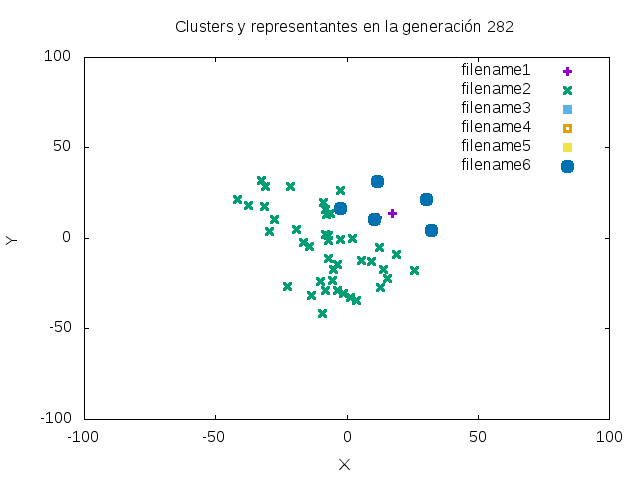 Clusters y representantes en la generación 282
100
50
0
-50
-100
-100
-50
0
50
100
Y
X
filename1
filename2
filename3
filename4
filename5
filename6